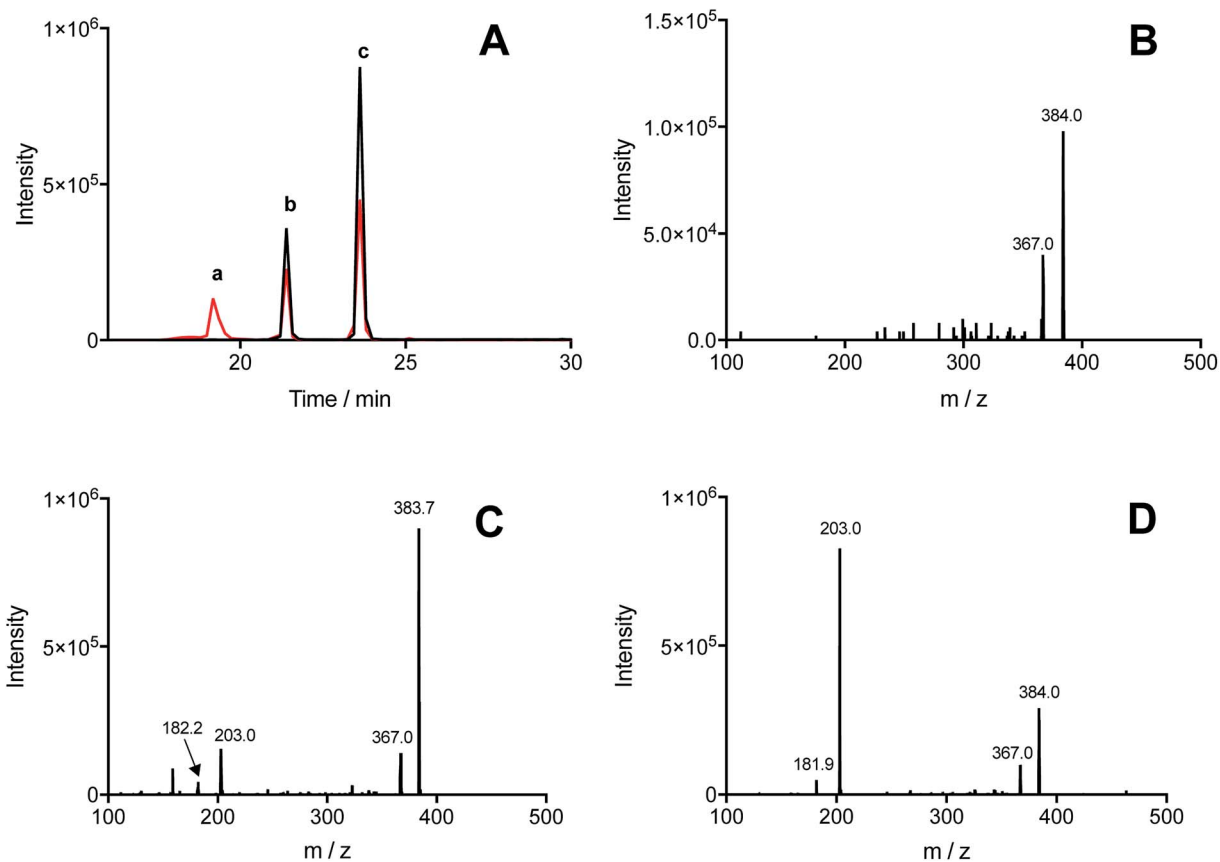 A
1×10⁶
5×10⁵
0
Intensity
a
b
c
20
25
30
Time / min
B
1.5×10⁵
1.0×10⁵
5.0×10⁴
0.0
Intensity
384.0
367.0
100
200
300
400
500
m / z
C
1×10⁶
5×10⁵
0
Intensity
383.7
182.2
203.0
367.0
100
200
300
400
500
m / z
D
1×10⁶
5×10⁵
0
Intensity
203.0
384.0
181.9
367.0
100
200
300
400
500
m / z